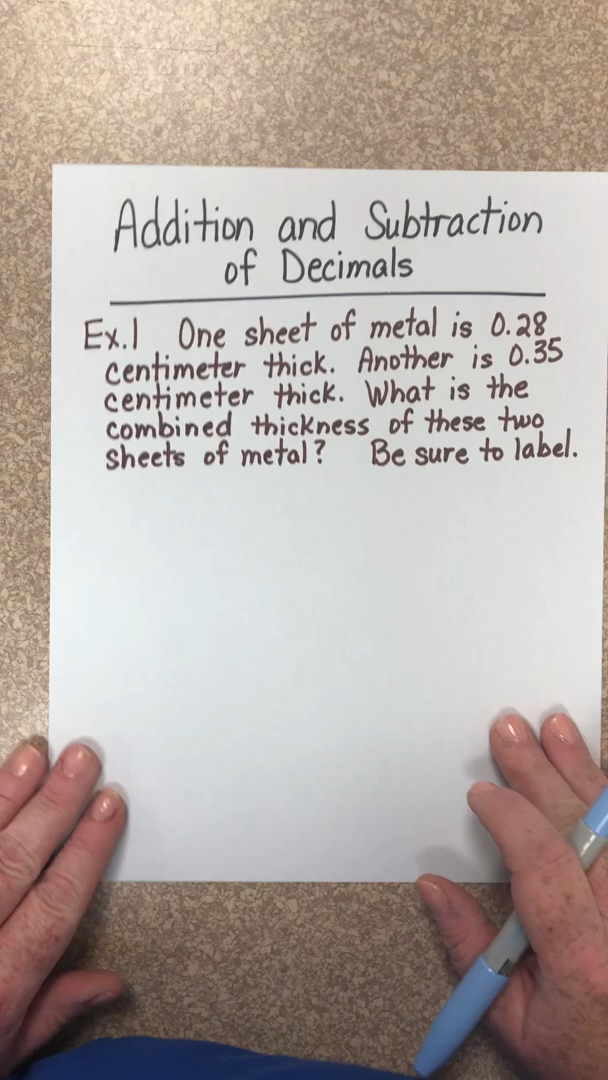 Addition and Subtraction
of Decimals
Ex.1 One sheet of metal is 0.28
centimeter thick. Another is 0.35
centimeter thick. What is the
combined thickness of these two
sheets of metal? Be sure to label.